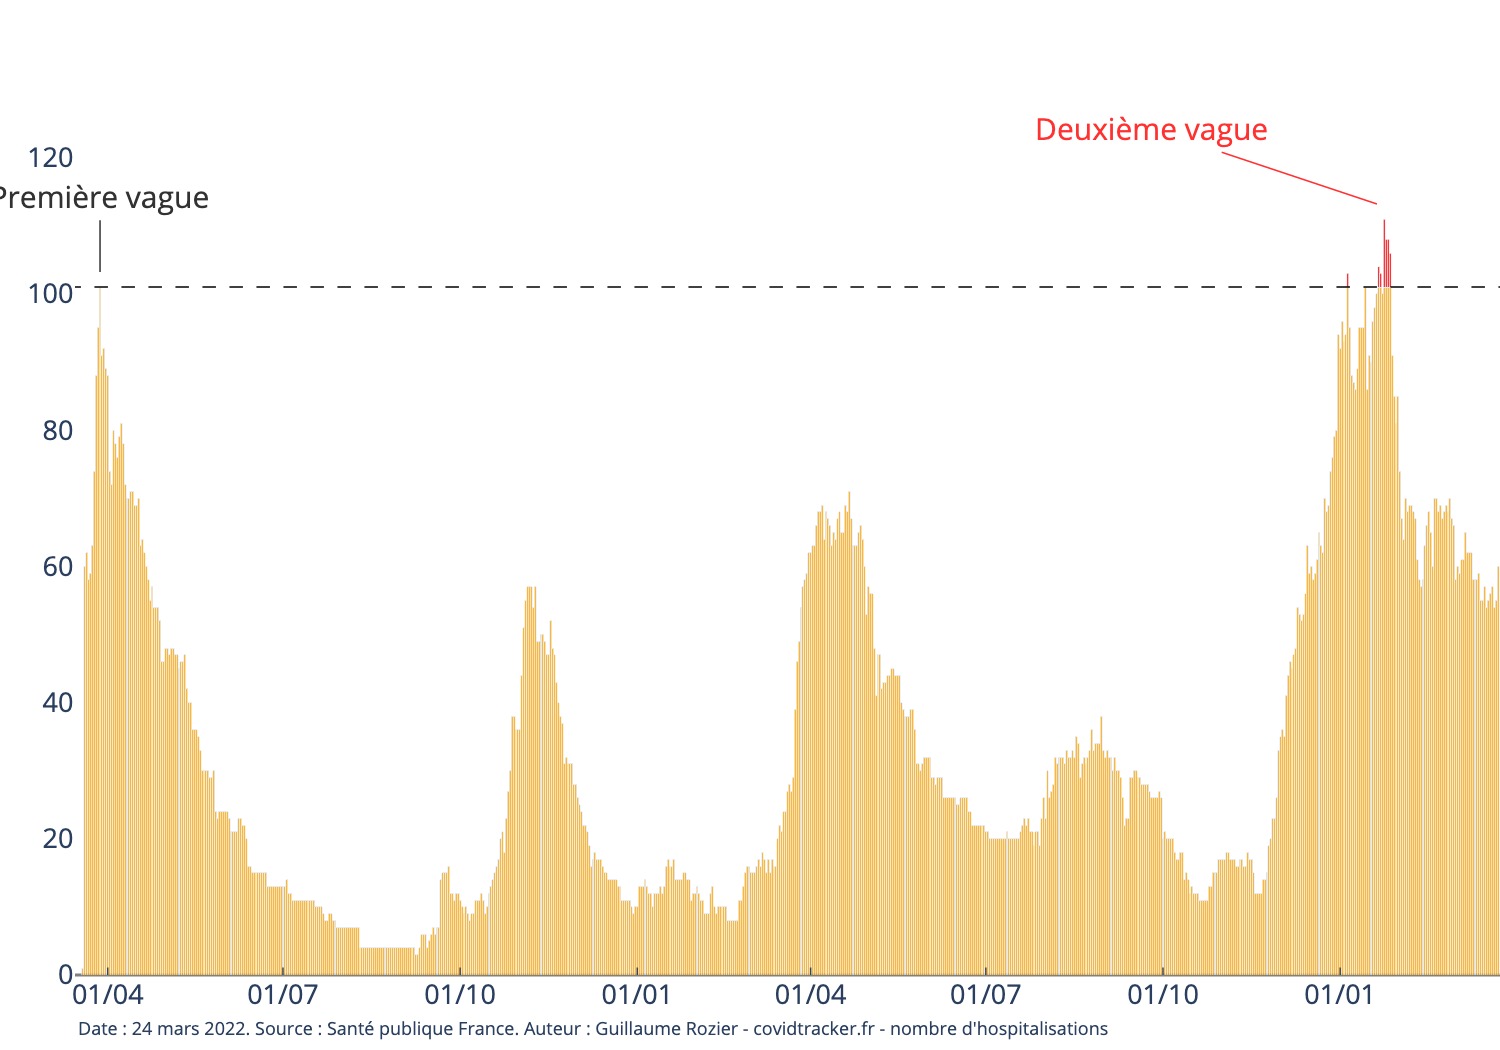 Deuxième vague
120
Première vague
100
80
60
40
20
0
01/04 01/07 01/10 01/01 01/04 01/07 01/10 01/01
Date : 24 mars 2022. Source : Santé publique France. Auteur : Guillaume Rozier - covidtracker.fr - nombre d'hospitalisations